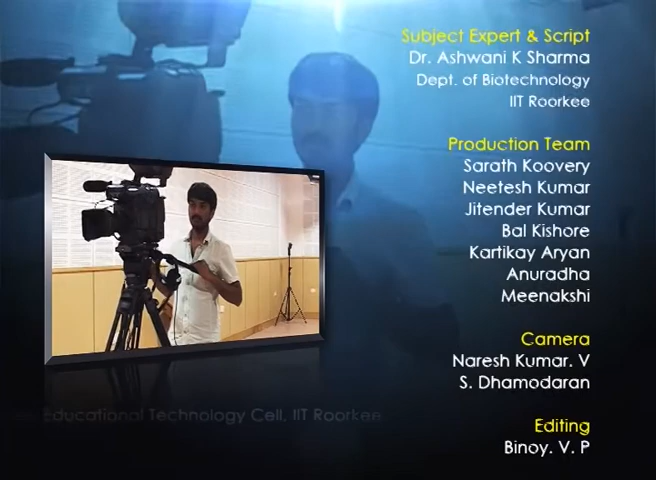 Subject Expert & Script
Dr. Ashwani K Sharma
Dept. of Biotechnology
IIT Roorkee
Production Team
Sarath Koovery
Neetesh Kumar
Jitender Kumar
Bal Kishore
Kartikay Aryan
Anuradha
Meenakshi
Camera
Naresh Kumar. V
S. Dhamodaran
Editing
Binoy. V. P
Educational Technology Cell, IIT Roorkee